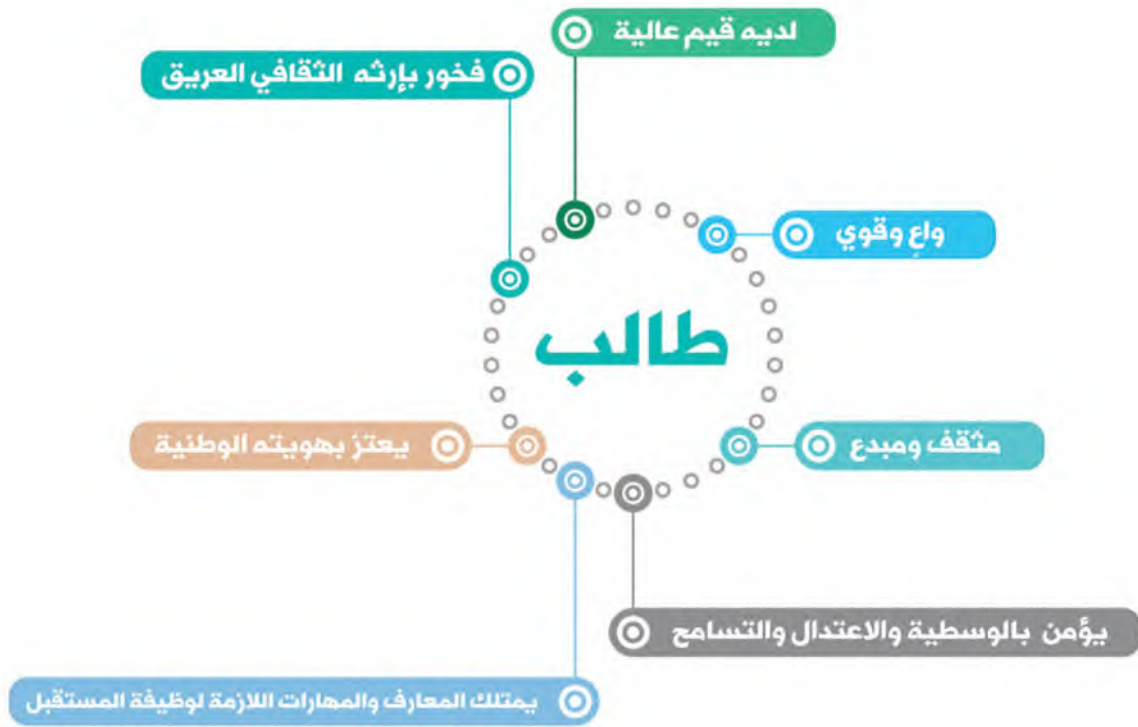 لديه قيم عالية
فخور بإرثه الثقافي العريق
واعٍ وقوي
طالب
مثقف ومبدع
يعتز بهويته الوطنية
يؤمن بالوسطية والاعتدال والتسامح
يمتلك المعارف والمهارات اللازمة لوظيفة المستقبل